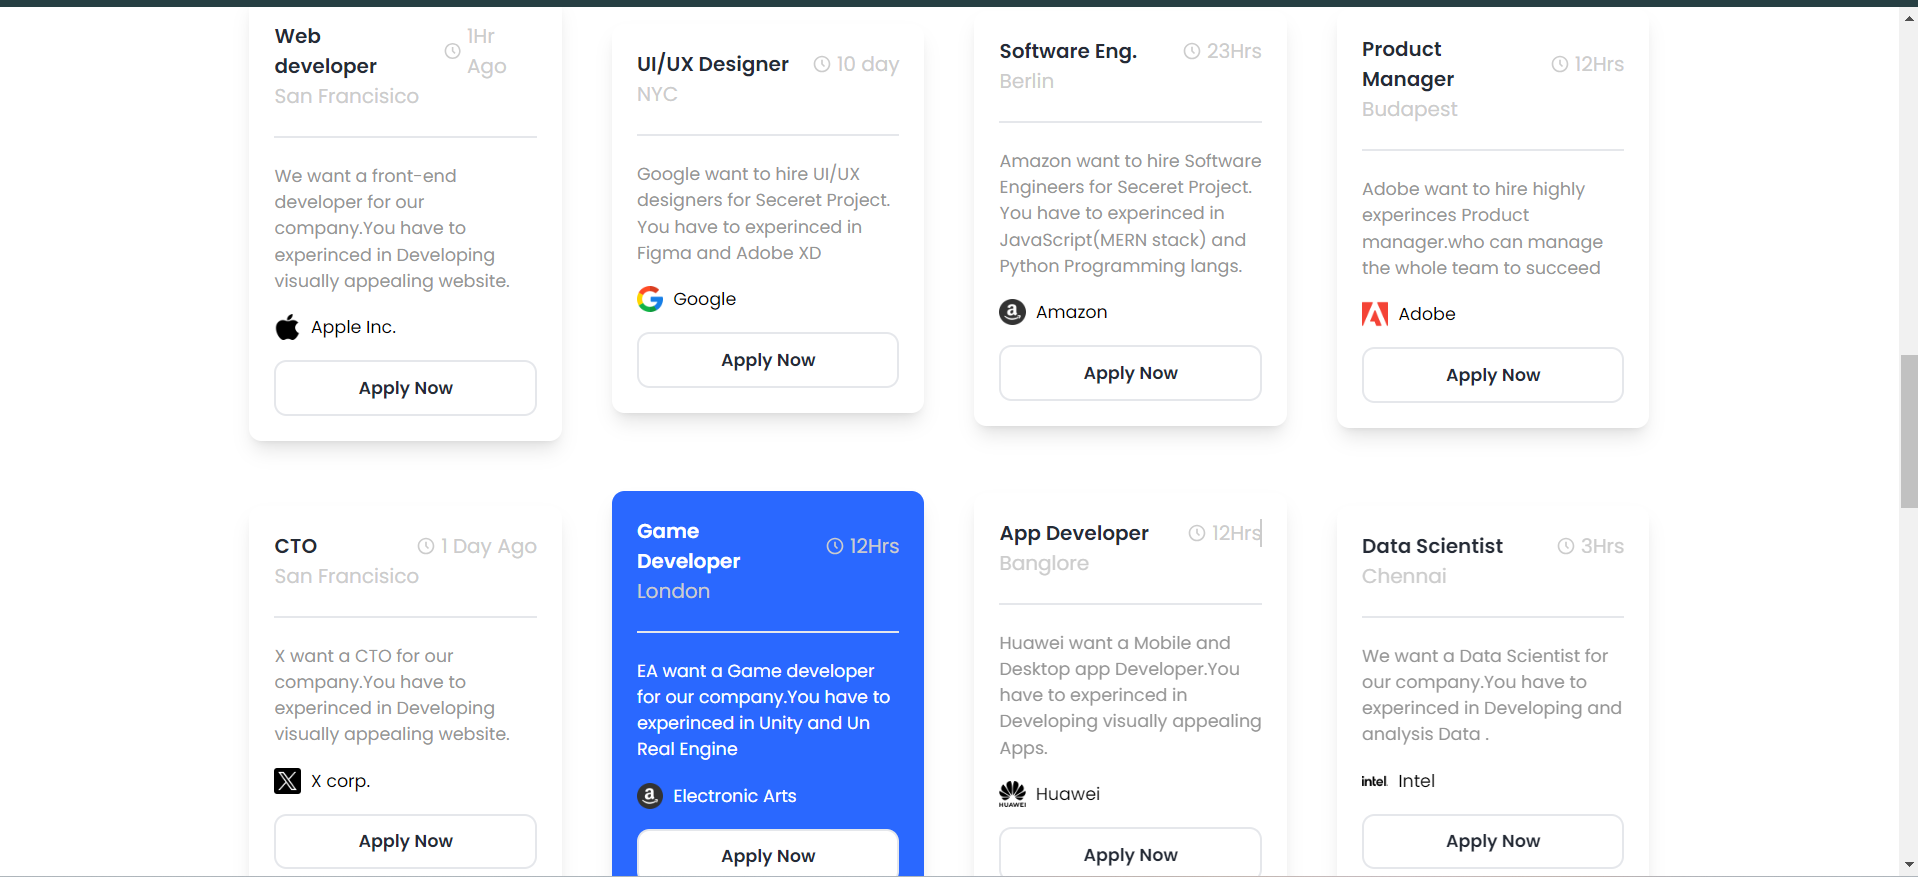 Web
developer
1Hr
Ago
San Francisico
We want a front-end
developer for our
company.You have to
experinced in Developing
visually appealing website.
Apple Inc.
Apply Now
UI/UX Designer
10 day
NYC
Google want to hire UI/UX
designers for Seceret Project.
You have to experinced in
Figma and Adobe XD
Google
Apply Now
Software Eng.
23Hrs
Berlin
Amazon want to hire Software
Engineers for Seceret Project.
You have to experinced in
JavaScript(MERN stack) and
Python Programming langs.
Amazon
Apply Now
Product
Manager
12Hrs
Budapest
Adobe want to hire highly
experinces Product
manager.who can manage
the whole team to succeed
Adobe
Apply Now
CTO
1 Day Ago
San Francisico
X want a CTO for our
company.You have to
experinced in Developing
visually appealing website.
X corp.
Apply Now
Game
Developer
12Hrs
London
EA want a Game developer
for our company.You have to
experinced in Unity and Un
Real Engine
a
Electronic Arts
Apply Now
App Developer
12Hrs
Banglore
Huawei want a Mobile and
Desktop app Developer.You
have to experinced in
Developing visually appealing
Apps.
HUAWEI
Huawei
Apply Now
Data Scientist
3Hrs
Chennai
We want a Data Scientist for
our company.You have to
experinced in Developing and
analysis Data .
intel.
Intel
Apply Now